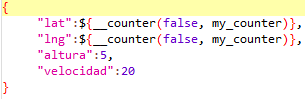 {
"lat":${__counter(false, my_counter)},
"lng":${__counter(false, my_counter)},
"altura":5,
"velocidad":20
}